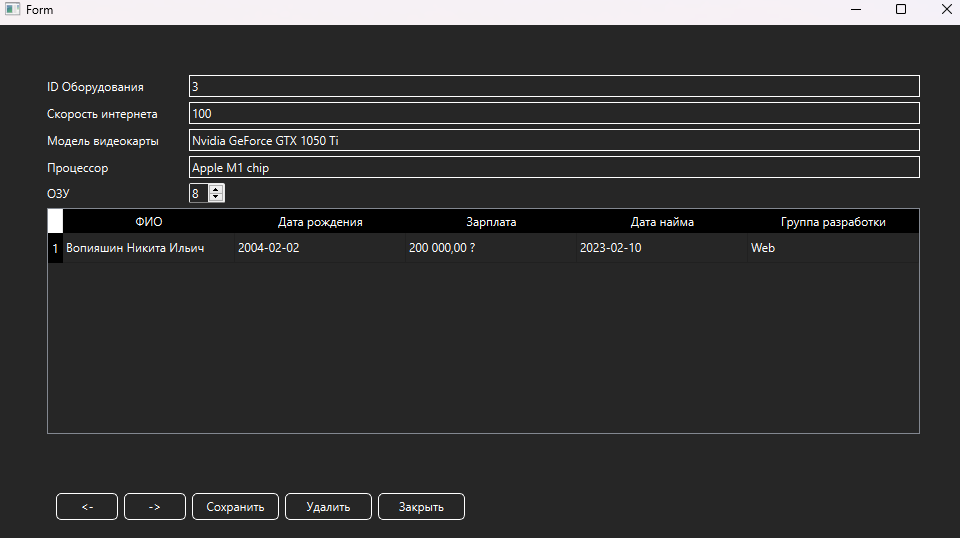 Form
ID Оборудования 3
Скорость интернета 100
Модель видеокарты Nvidia GeForce GTX 1050 Ti
Процессор Apple M1 chip
ОЗУ 8
ФИО Дата рождения Зарплата Дата найма Группа разработки
1 Вопияшин Никита Ильич 2004-02-02 200 000,00 ? 2023-02-10 Web
<- -> Сохранить Удалить Закрыть